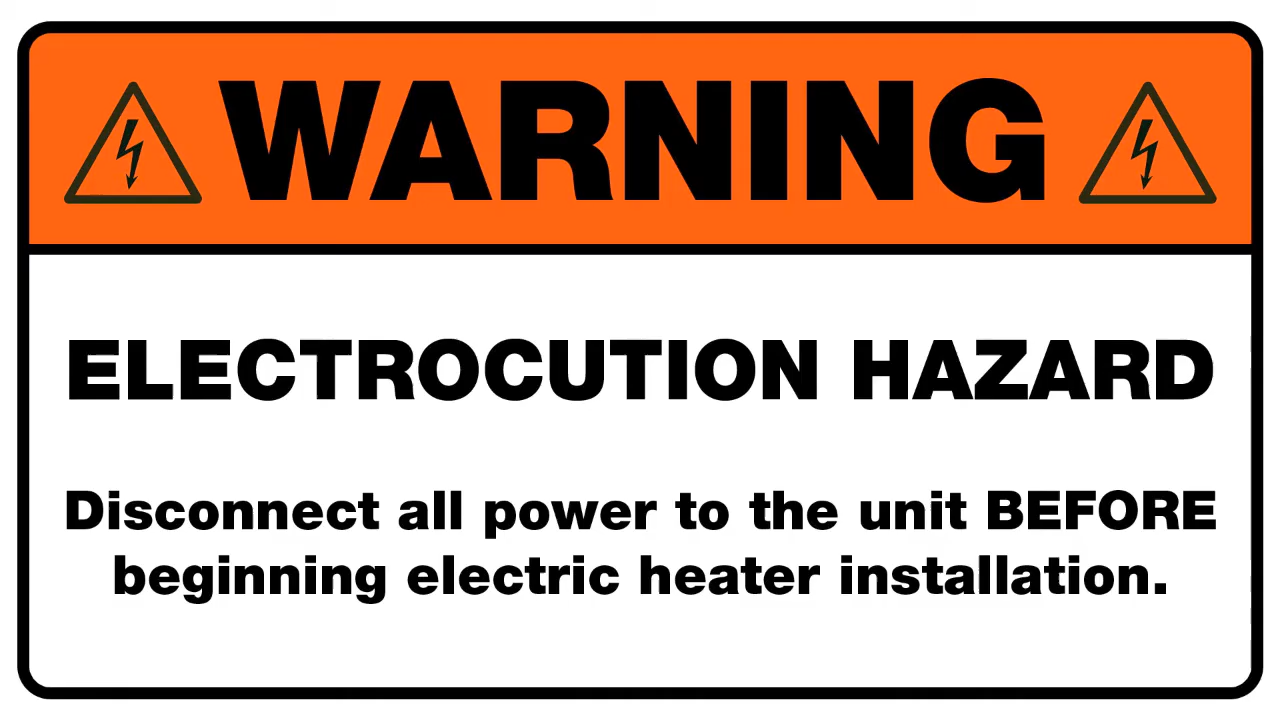 WARNING
ELECTROCUTION HAZARD
Disconnect all power to the unit BEFORE
beginning electric heater installation.